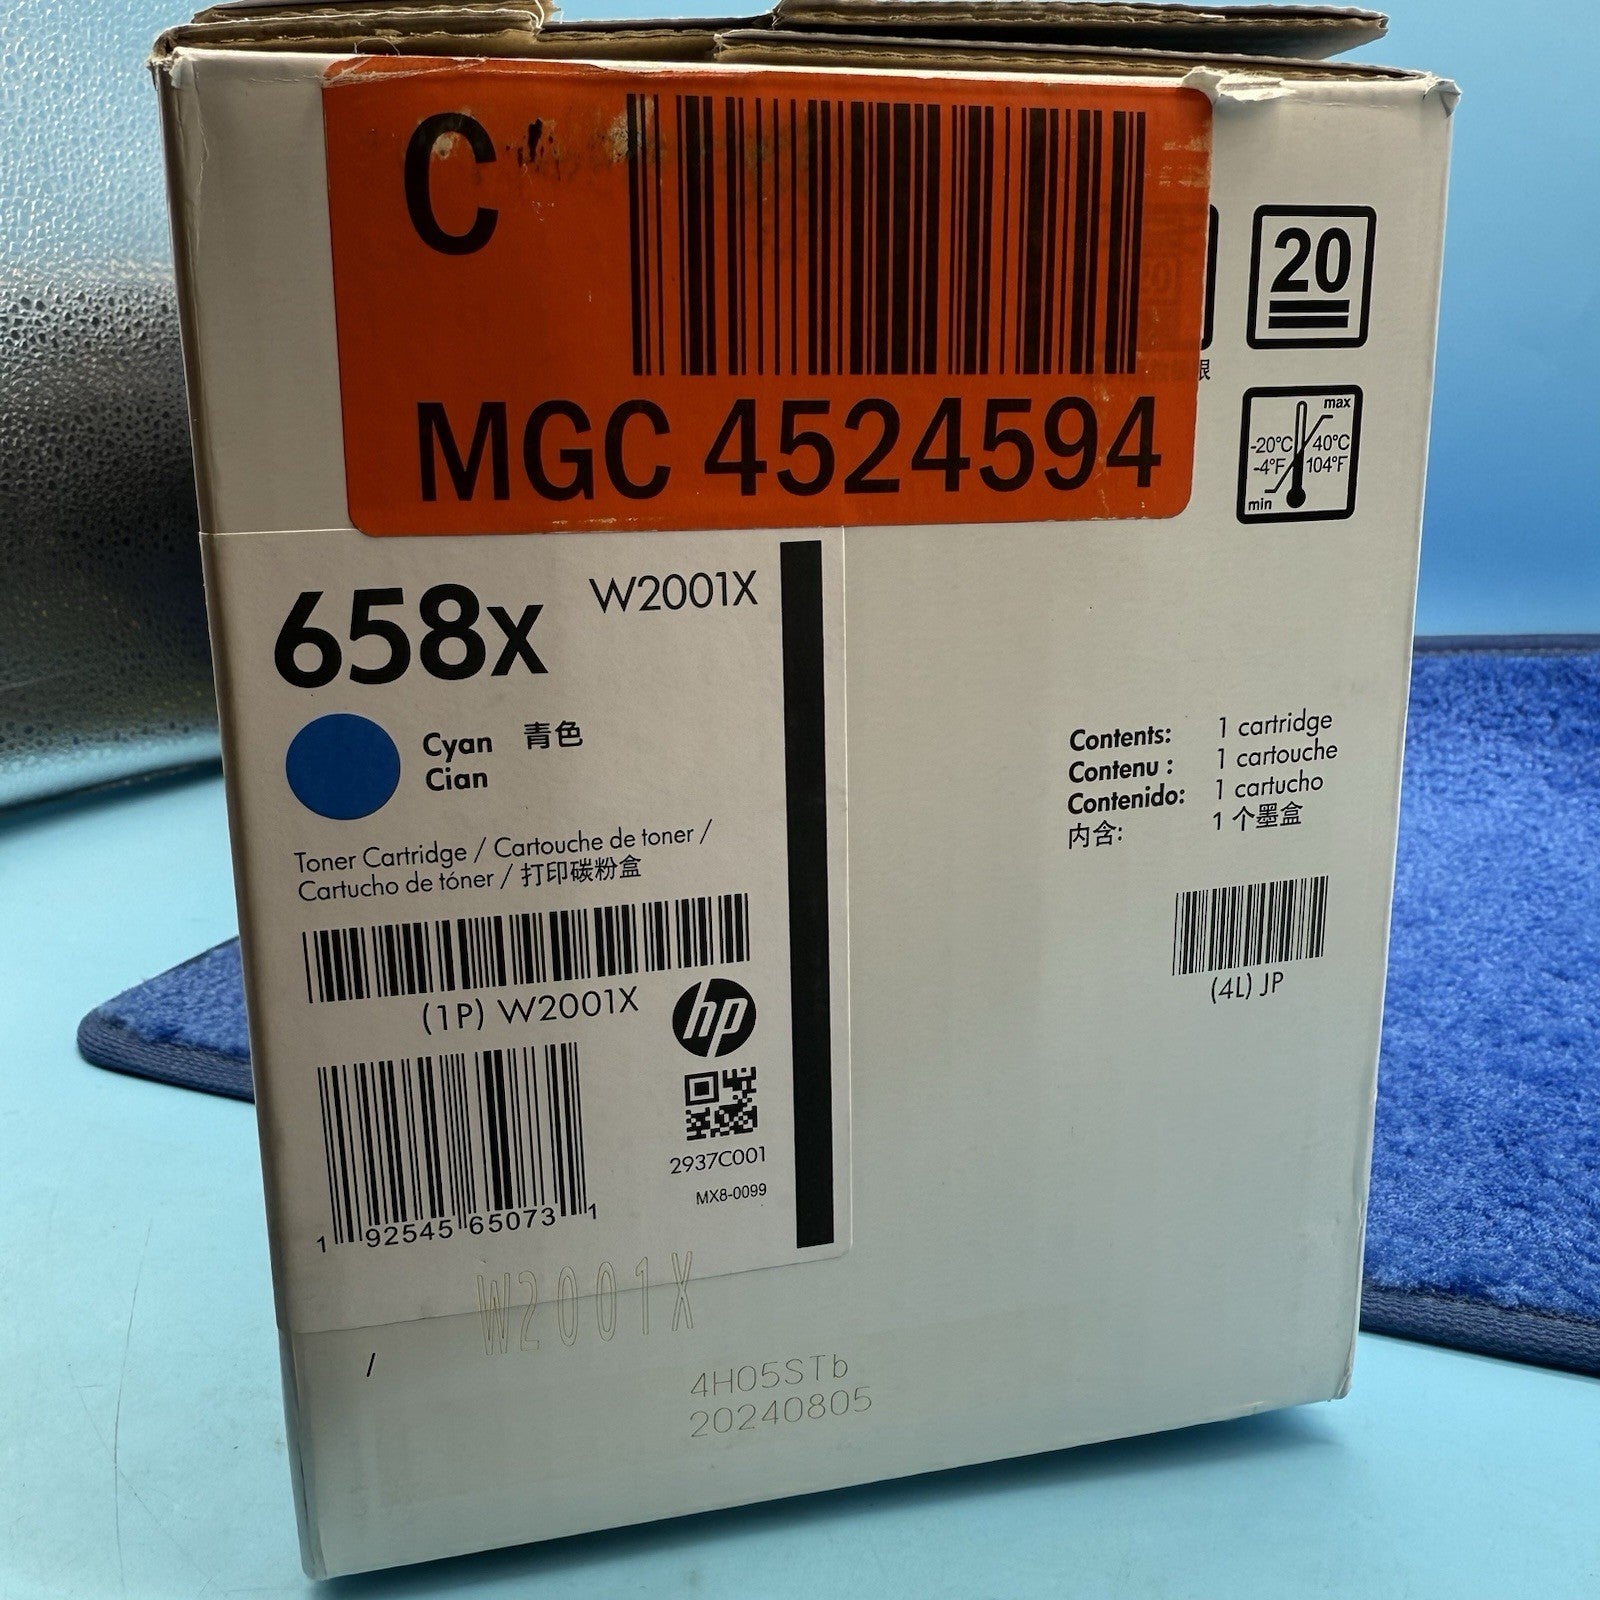 C
MGC 4524594
20
max
-20°C 40°C
-4°F 104°F
min
限
658x W2001X
Cyan 青色
Cian
Toner Cartridge / Cartouche de toner /
Cartucho de tóner / 打印碳粉盒
(1P) W2001X
hp
2937C001
MX8-0099
1 92545 65073 1
Contents: 1 cartridge
Contenu : 1 cartouche
Contenido: 1 cartucho
内含: 1 个墨盒
(4L) JP
W2001X
/
4H05STb
20240805